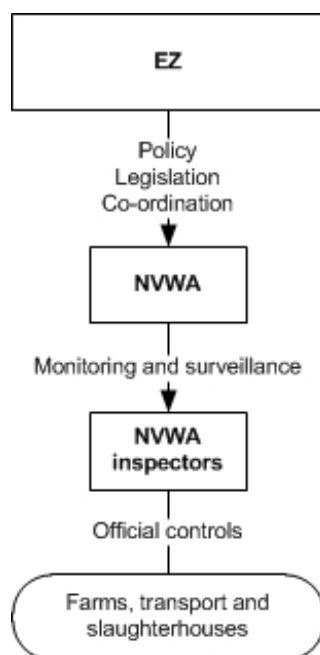 EZ
Policy
Legislation
Co-ordination
NVWA
Monitoring and surveillance
NVWA
inspectors
Official controls
Farms, transport and
slaughterhouses